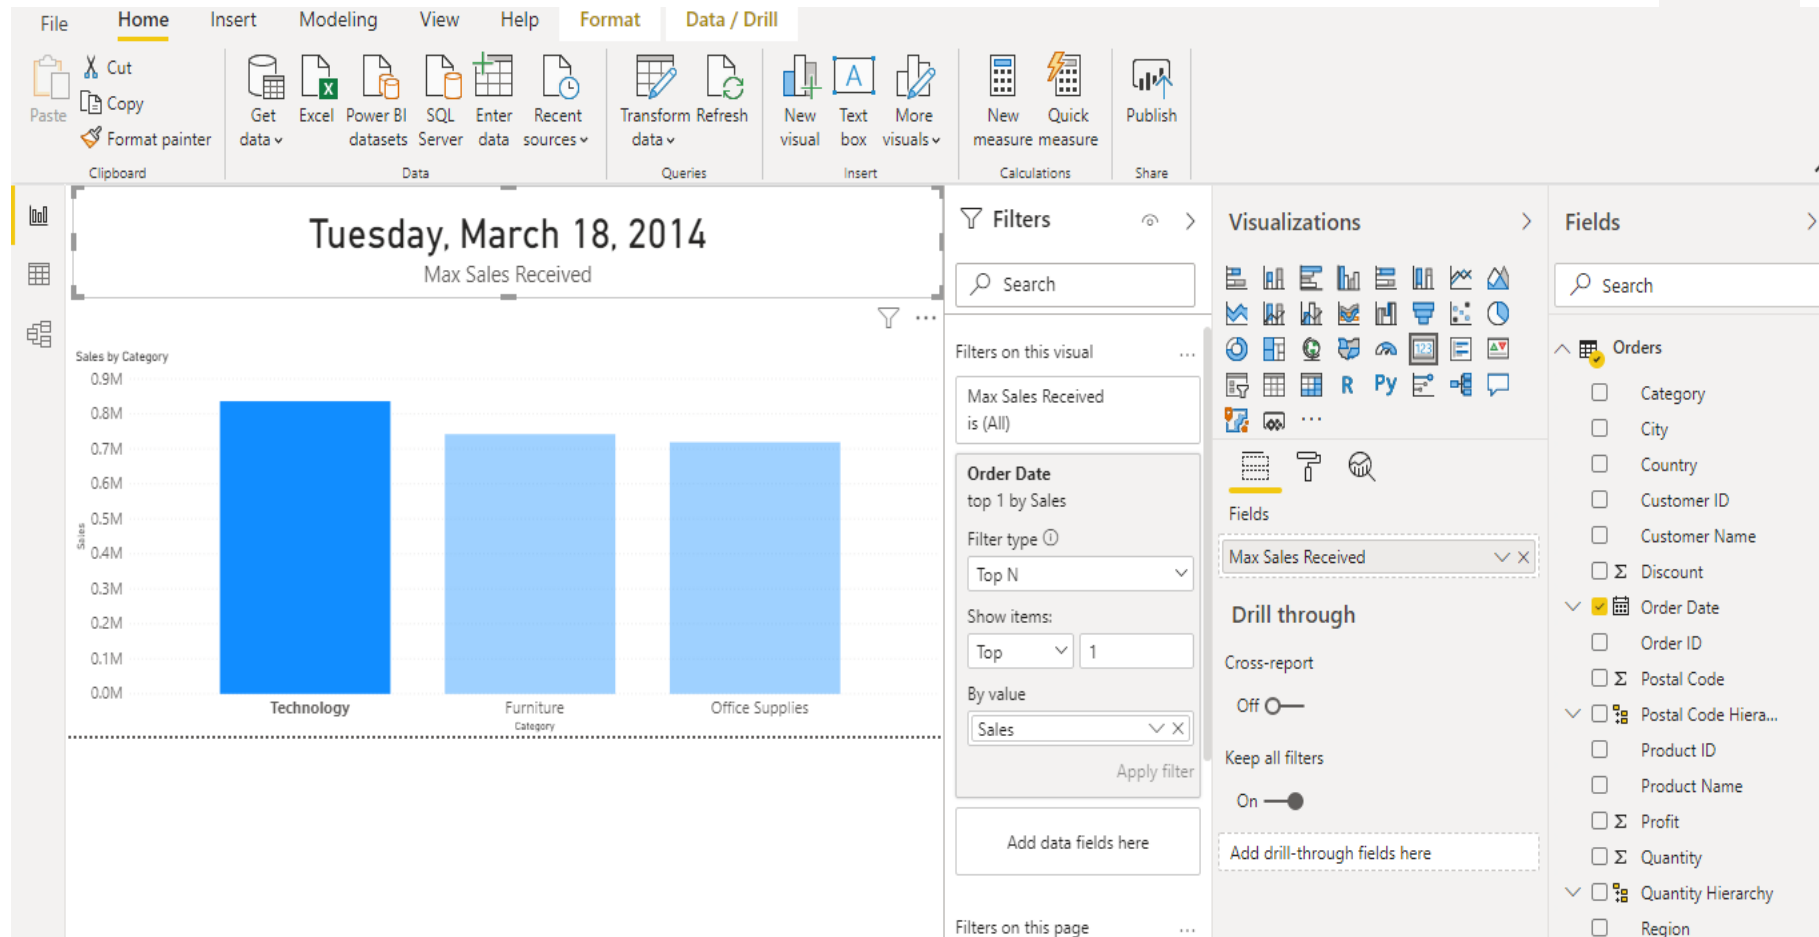 File Home Insert Modeling View Help Format Data / Drill
Paste
Cut
Copy
Format painter
Clipboard
Get data
Excel
Power BI datasets
SQL Server
Enter data
Recent sources
Data
Transform data
Refresh
Queries
New visual
Text box
A
More visuals
Insert
New measure
Quick measure
Calculations
Publish
Share
Tuesday, March 18, 2014
Max Sales Received
Sales by Category
0.9M
0.8M
0.7M
0.6M
0.5M
0.4M
0.3M
0.2M
0.1M
0.0M
Sales
Technology Furniture Office Supplies
Category
Filters
Search
Filters on this visual ...
Max Sales Received
is (All)
Order Date
top 1 by Sales
Filter type
Top N
Show items:
Top 1
By value
Sales
Apply filter
Add data fields here
Filters on this page ...
Visualizations
123
R Py
...
Fields
Max Sales Received
Drill through
Cross-report
Off
Keep all filters
On
Add drill-through fields here
Fields
Search
Orders
Category
City
Country
Customer ID
Customer Name
Σ Discount
Order Date
Order ID
Σ Postal Code
Postal Code Hiera...
Product ID
Product Name
Σ Profit
Σ Quantity
Quantity Hierarchy
Region